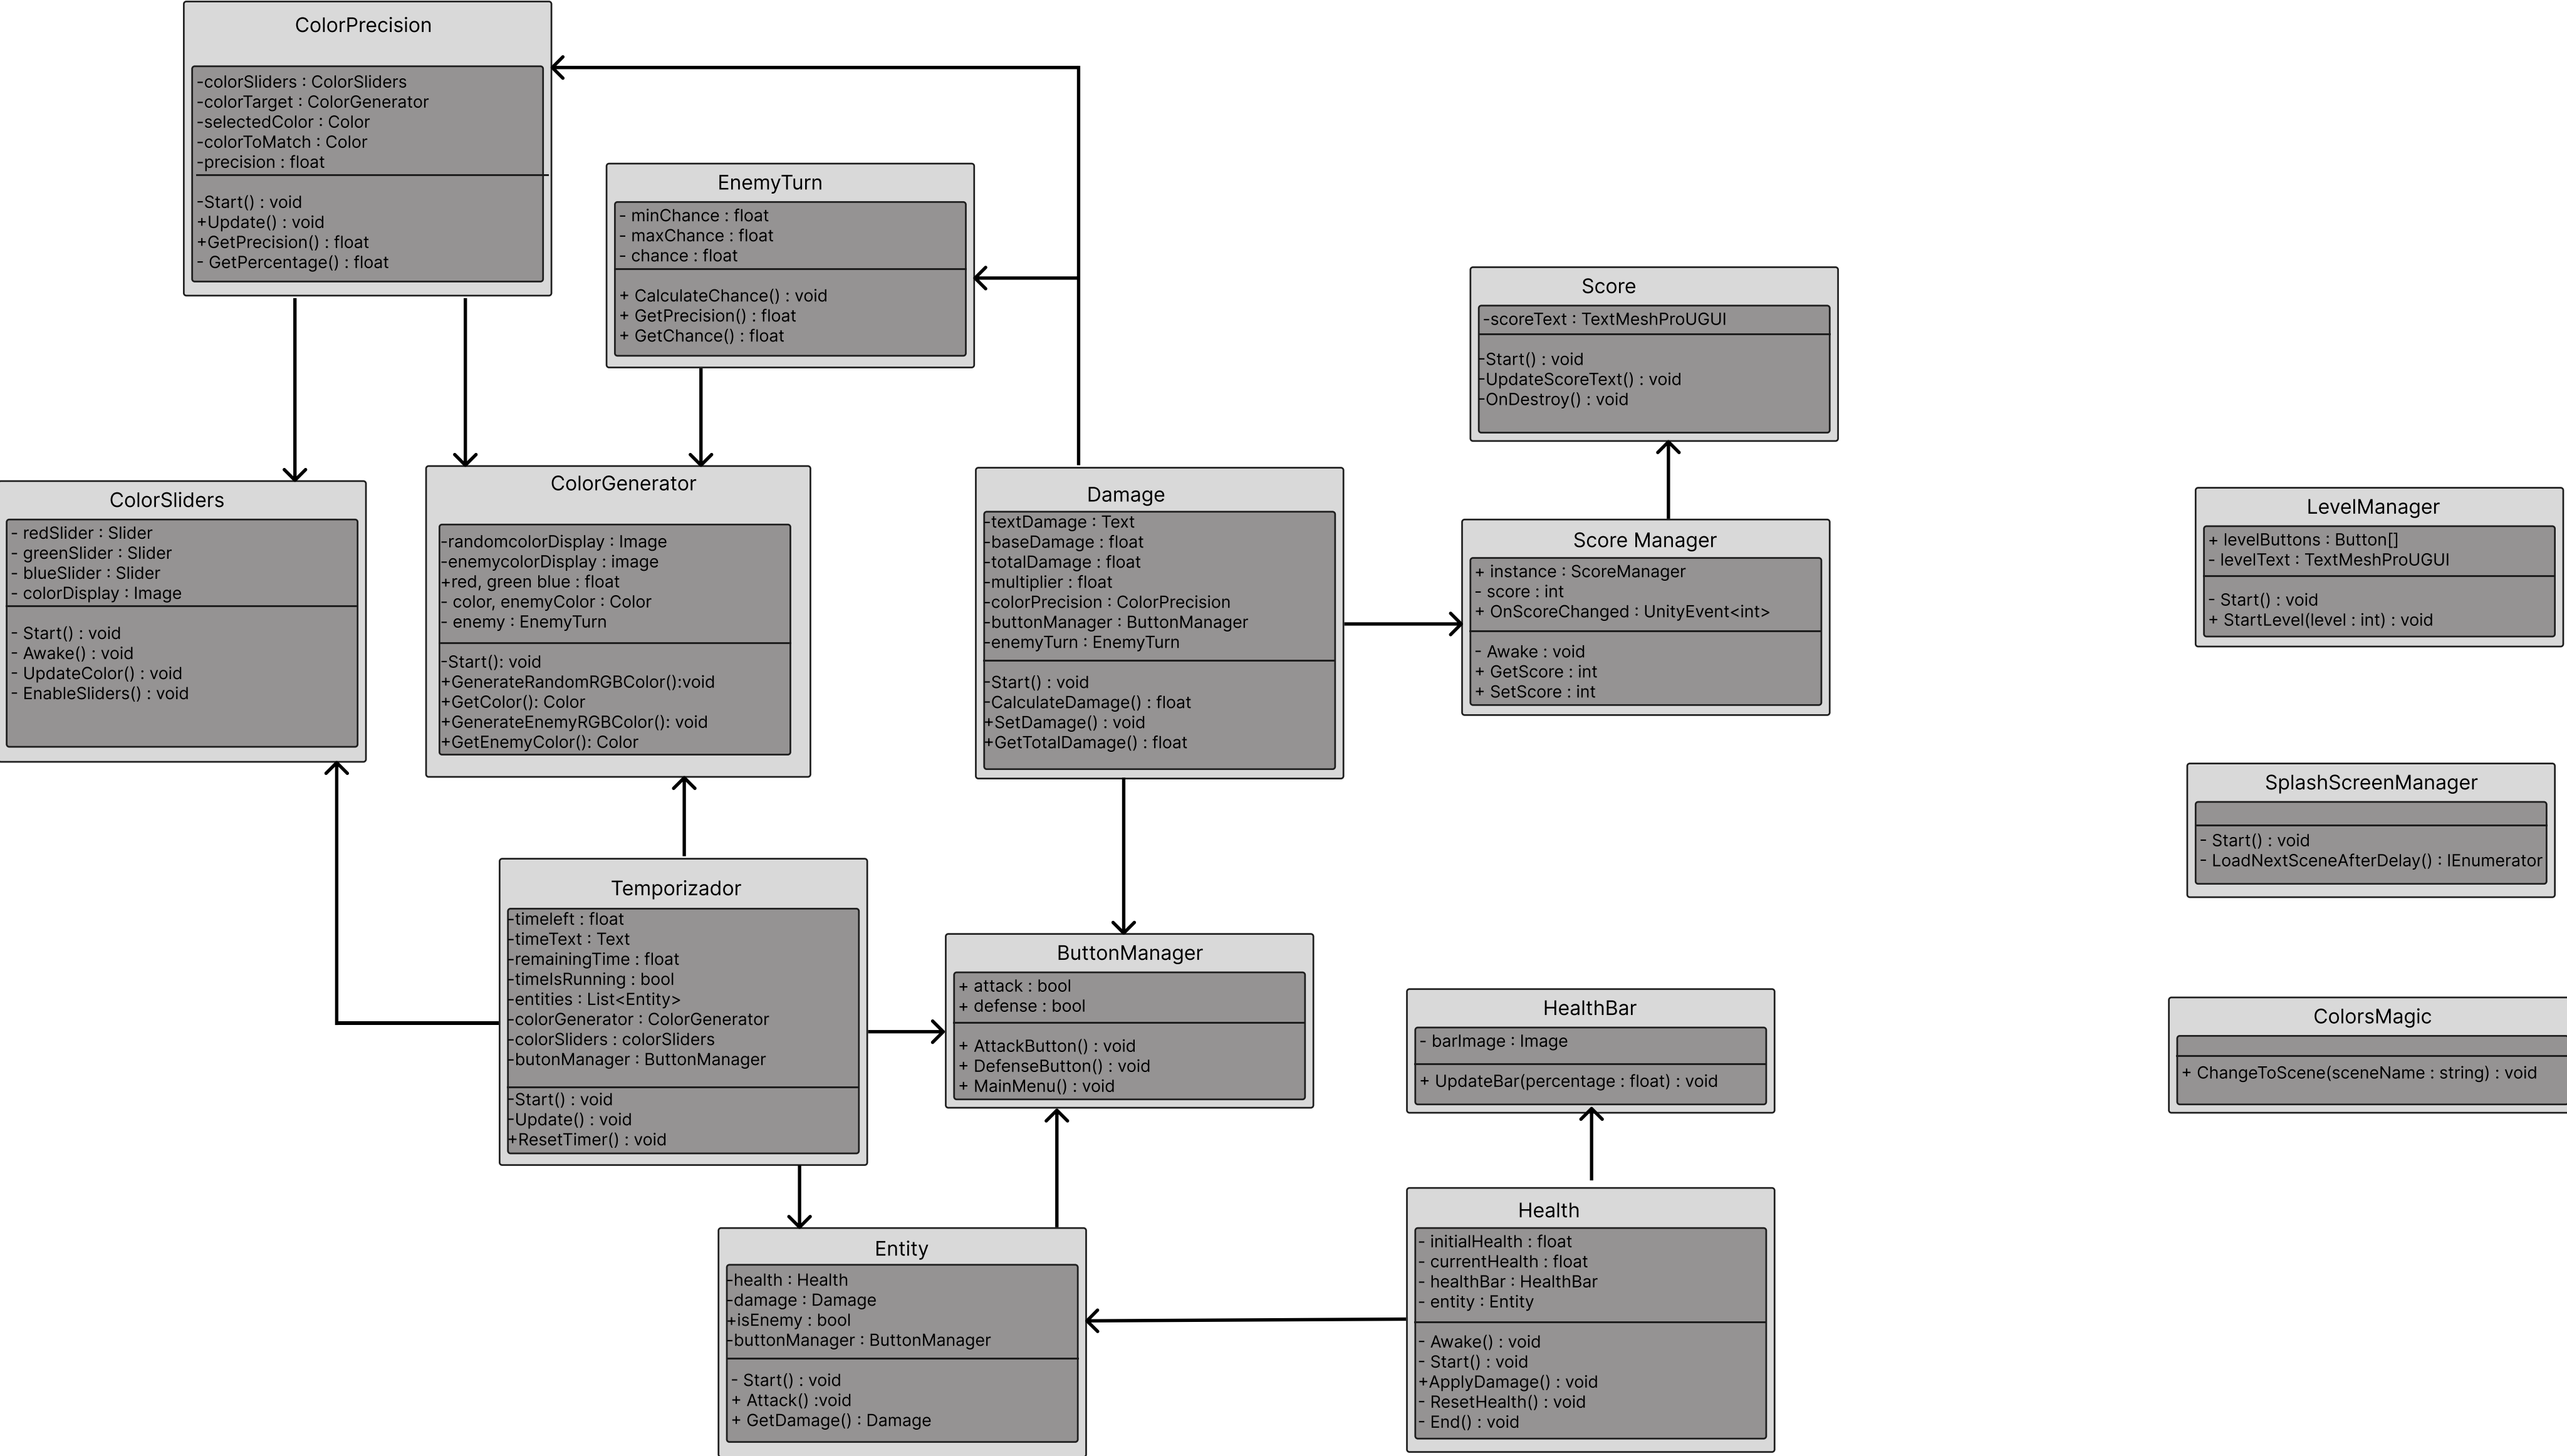 ColorPrecision
-colorSliders : ColorSliders
-colorTarget : ColorGenerator
-selectedColor : Color
-colorToMatch : Color
-precision : float
-Start() : void
+Update() : void
+GetPrecision() : float
- GetPercentage() : float
EnemyTurn
- minChance : float
- maxChance : float
- chance : float
+ CalculateChance() : void
+ GetPrecision() : float
+ GetChance() : float
Score
-scoreText : TextMeshProUGUI
-Start() : void
-UpdateScoreText() : void
-OnDestroy() : void
ColorSliders
- redSlider : Slider
- greenSlider : Slider
- blueSlider : Slider
- colorDisplay : Image
- Start() : void
- Awake() : void
- UpdateColor() : void
- EnableSliders() : void
ColorGenerator
-randomcolorDisplay : Image
-enemycolorDisplay : image
+red, green blue : float
- color, enemyColor : Color
- enemy : EnemyTurn
-Start(): void
+GenerateRandomRGBColor():void
+GetColor(): Color
+GenerateEnemyRGBColor(): void
+GetEnemyColor(): Color
Damage
-textDamage : Text
-baseDamage : float
-totalDamage : float
-multiplier : float
-colorPrecision : ColorPrecision
-buttonManager : ButtonManager
-enemyTurn : EnemyTurn
-Start() : void
-CalculateDamage() : float
+SetDamage() : void
+GetTotalDamage() : float
Score Manager
+ instance : ScoreManager
- score : int
+ OnScoreChanged : UnityEvent<int>
- Awake : void
+ GetScore : int
+ SetScore : int
LevelManager
+ levelButtons : Button[]
- levelText : TextMeshProUGUI
- Start() : void
+ StartLevel(level : int) : void
SplashScreenManager
- Start() : void
- LoadNextSceneAfterDelay() : IEnumerator
Temporizador
-timeleft : float
-timeText : Text
-remainingTime : float
-timeIsRunning : bool
-entities : List<Entity>
-colorGenerator : ColorGenerator
-colorSliders : colorSliders
-butonManager : ButtonManager
-Start() : void
-Update() : void
+ResetTimer() : void
ButtonManager
+ attack : bool
+ defense : bool
+ AttackButton() : void
+ DefenseButton() : void
+ MainMenu() : void
HealthBar
- barImage : Image
+ UpdateBar(percentage : float) : void
ColorsMagic
+ ChangeToScene(sceneName : string) : void
Entity
-health : Health
-damage : Damage
+isEnemy : bool
-buttonManager : ButtonManager
- Start() : void
+ Attack() :void
+ GetDamage() : Damage
Health
- initialHealth : float
- currentHealth : float
- healthBar : HealthBar
- entity : Entity
- Awake() : void
- Start() : void
+ApplyDamage() : void
- ResetHealth() : void
- End() : void